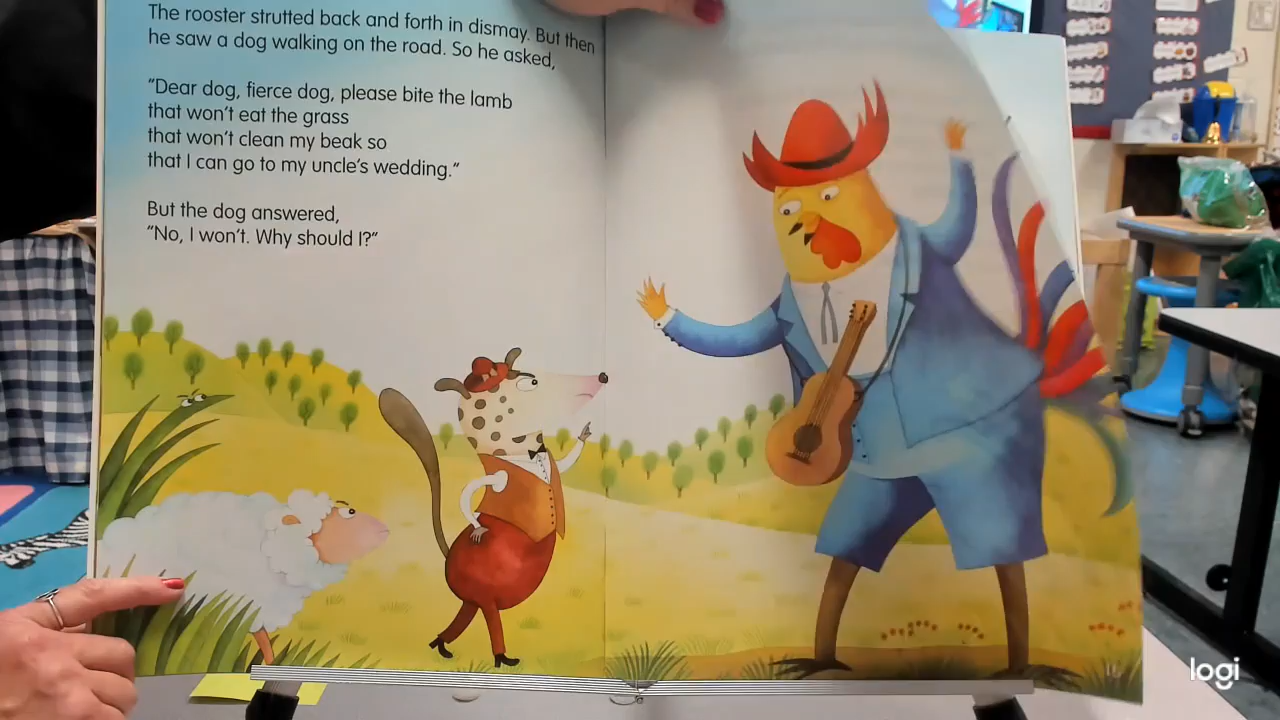 The rooster strutted back and forth in dismay. But then
he saw a dog walking on the road. So he asked,
“Dear dog, fierce dog, please bite the lamb
that won’t eat the grass
that won’t clean my beak so
that I can go to my uncle’s wedding.”
But the dog answered,
“No, I won’t. Why should I?”
logi